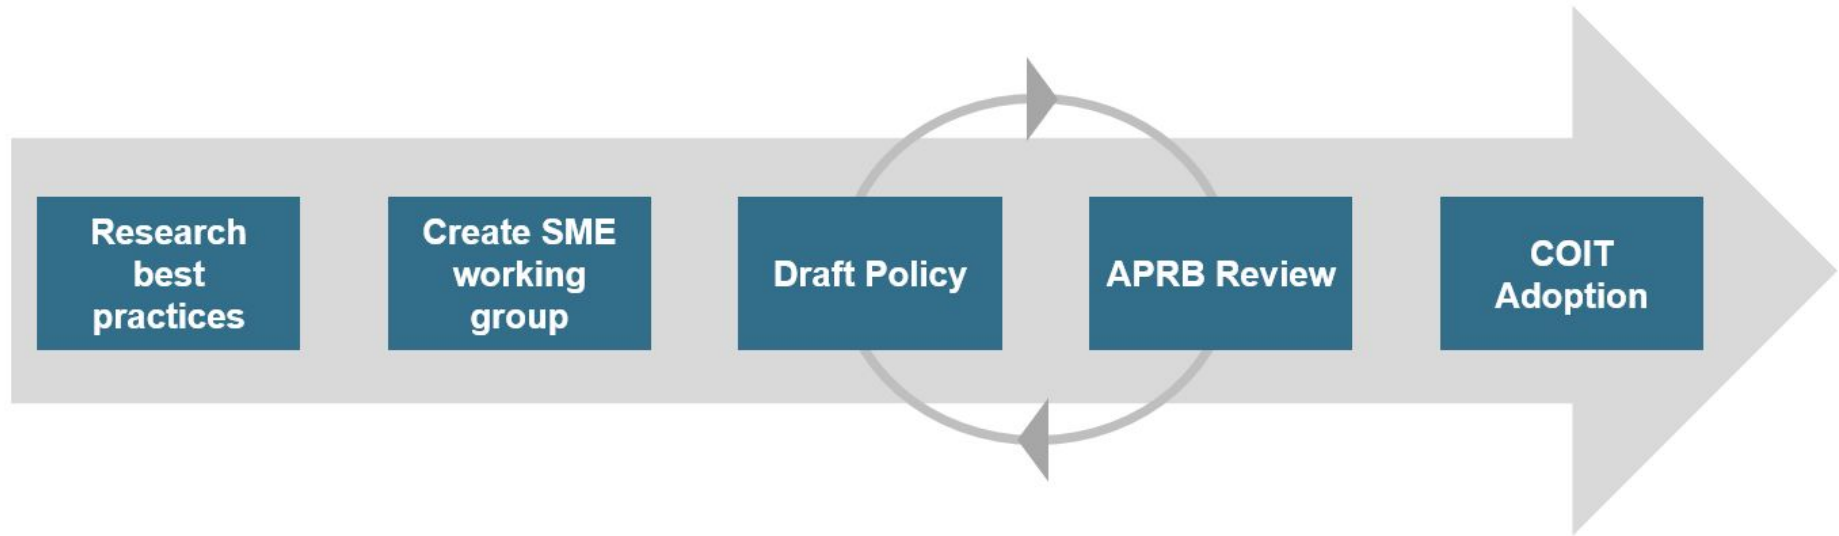 Research
best
practices
Create SME
working
group
Draft Policy
APRB Review
COIT
Adoption